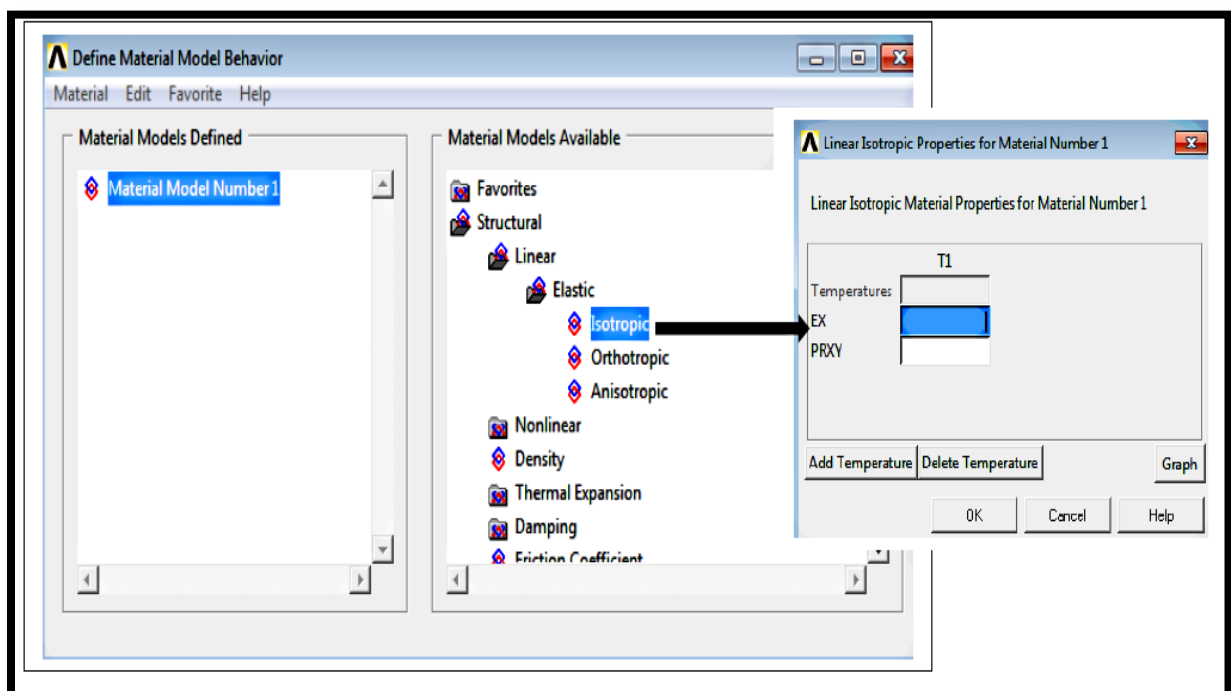 Define Material Model Behavior
Material Edit Favorite Help
Material Models Defined
Material Model Number 1
Material Models Available
Favorites
Structural
Linear
Elastic
Isotropic
Orthotropic
Anisotropic
Nonlinear
Density
Thermal Expansion
Damping
Friction Coefficient
Linear Isotropic Properties for Material Number 1
Linear Isotropic Material Properties for Material Number 1
T1
Temperatures
EX
PRXY
Add Temperature Delete Temperature Graph
OK Cancel Help